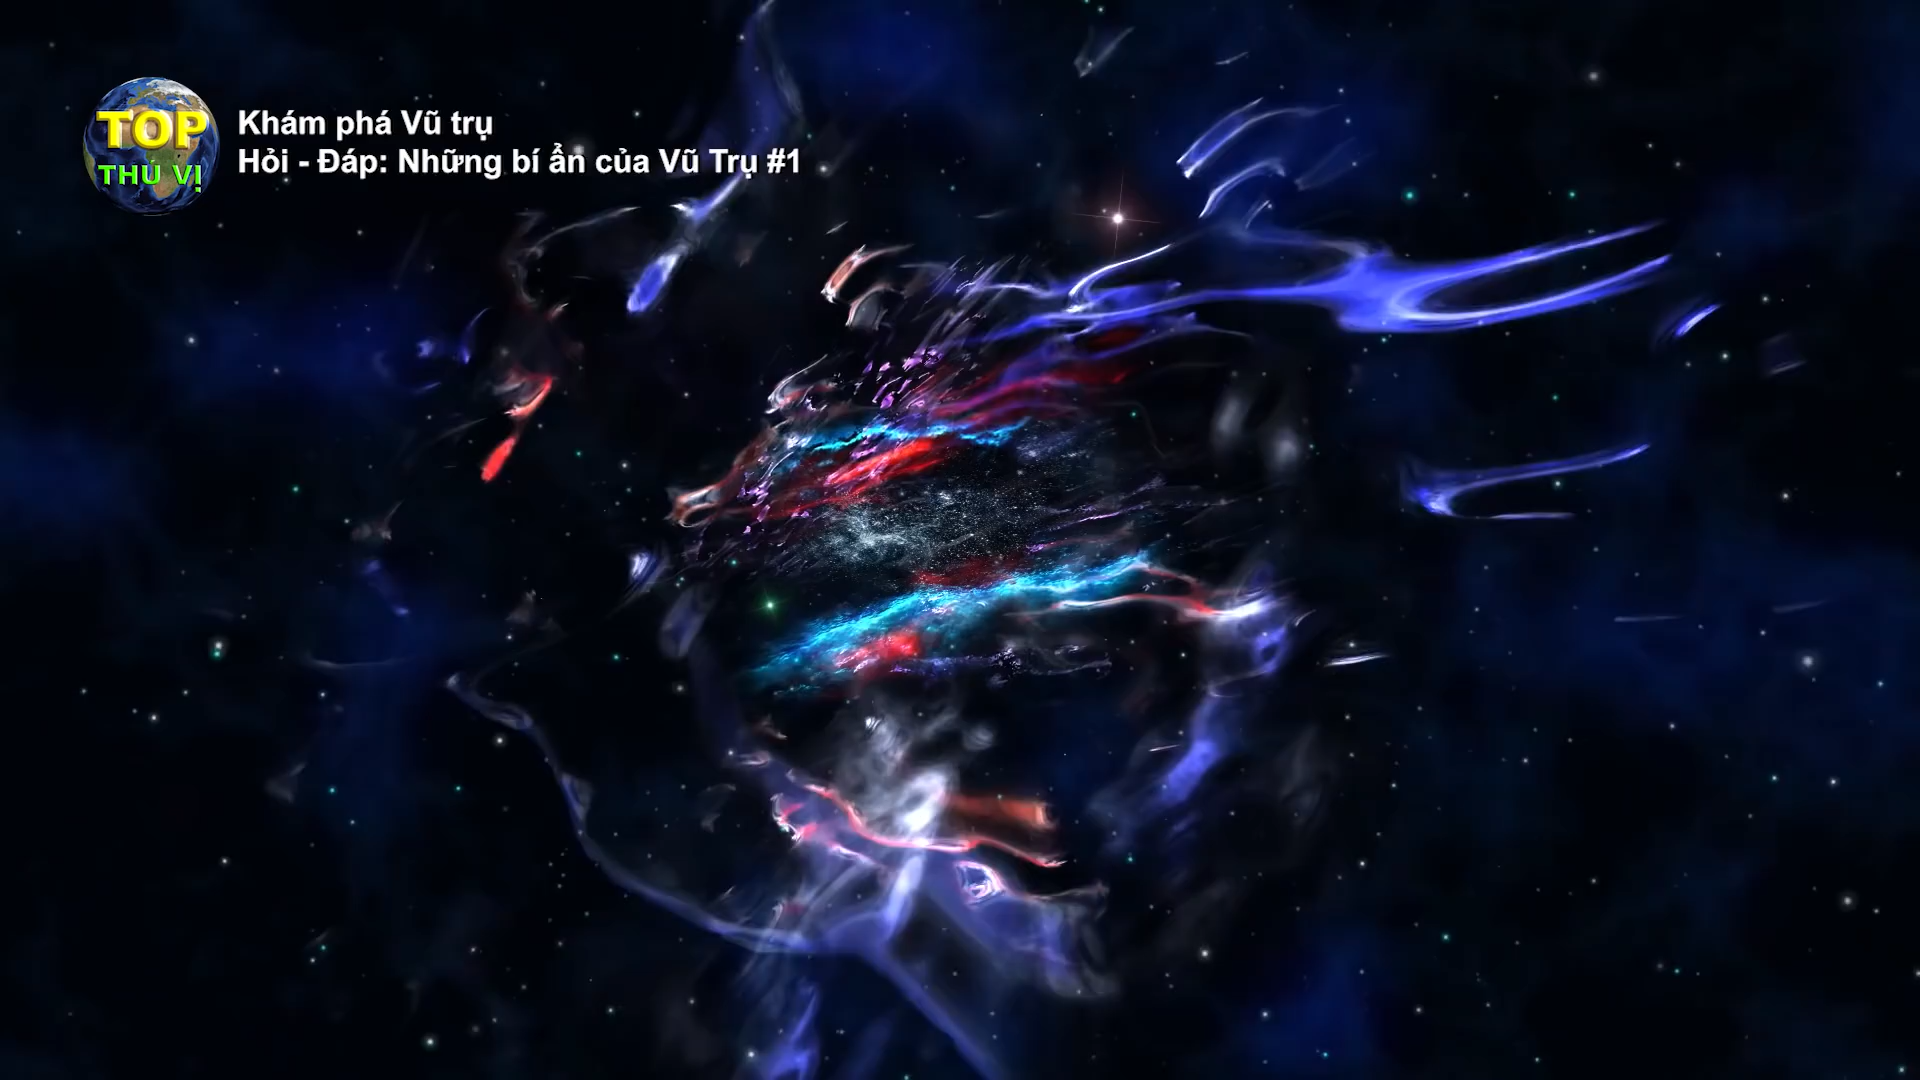 TOP
THÚ VỊ
Khám phá Vũ trụ
Hỏi - Đáp: Những bí ẩn của Vũ Trụ #1